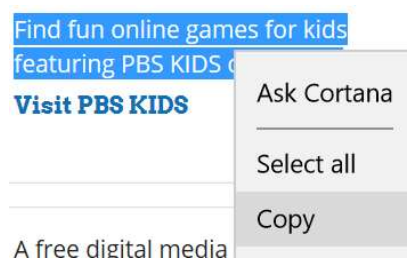 Find fun online games for kids
featuring PBS KIDS
Visit PBS KIDS
Ask Cortana
Select all
Copy
A free digital media